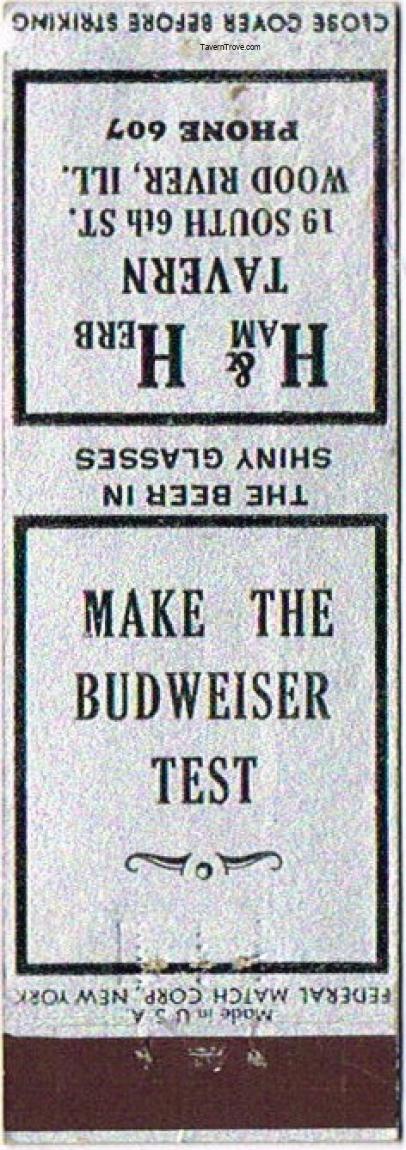 CLOSE COVER BEFORE STRIKING
TavernTrove.com
HAM & HERB
TAVERN
19 SOUTH 6th ST.
WOOD RIVER, ILL.
PHONE 607
THE BEER IN
SHINY GLASSES
MAKE THE
BUDWEISER
TEST
FEDERAL MATCH CORP., NEW YORK
Made in U S A